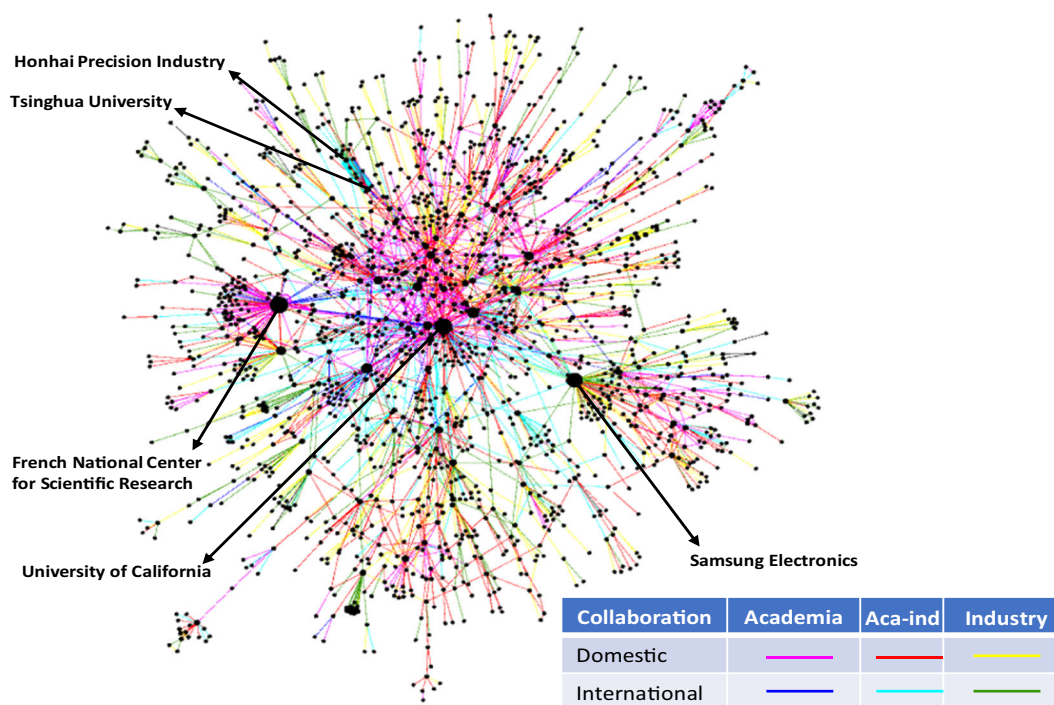 Honhai Precision Industry
Tsinghua University
French National Center
for Scientific Research
University of California
Samsung Electronics
Collaboration Academia Aca-ind Industry
Domestic
International